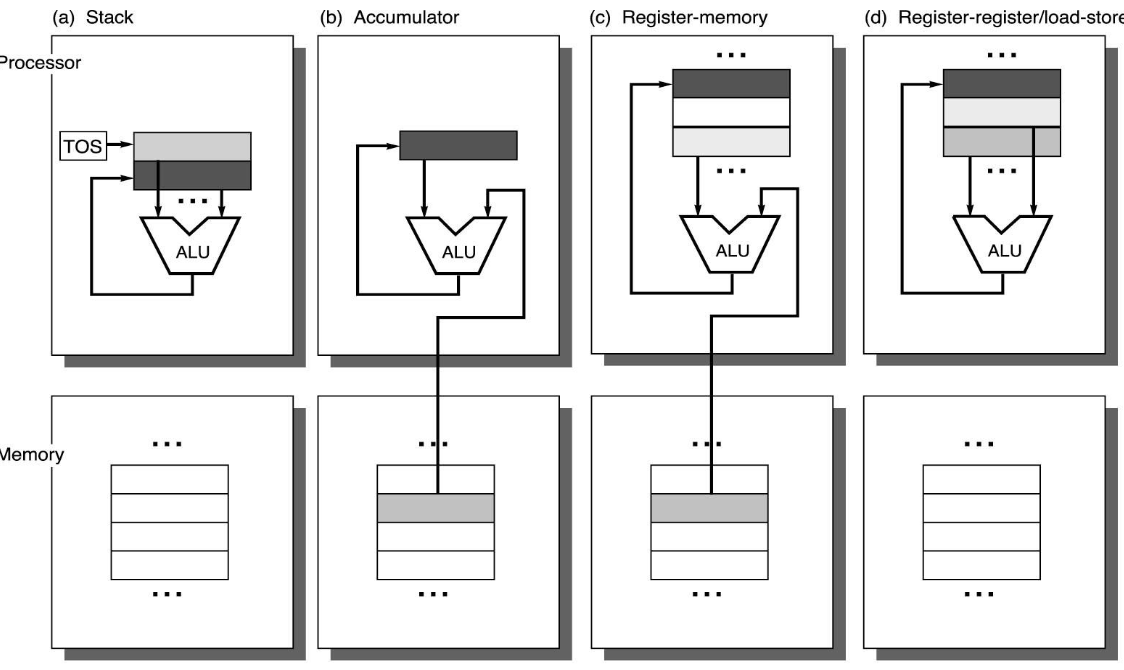 (a) Stack
(b) Accumulator
(c) Register-memory
(d) Register-register/load-store
Processor
TOS
ALU
ALU
ALU
ALU
Memory